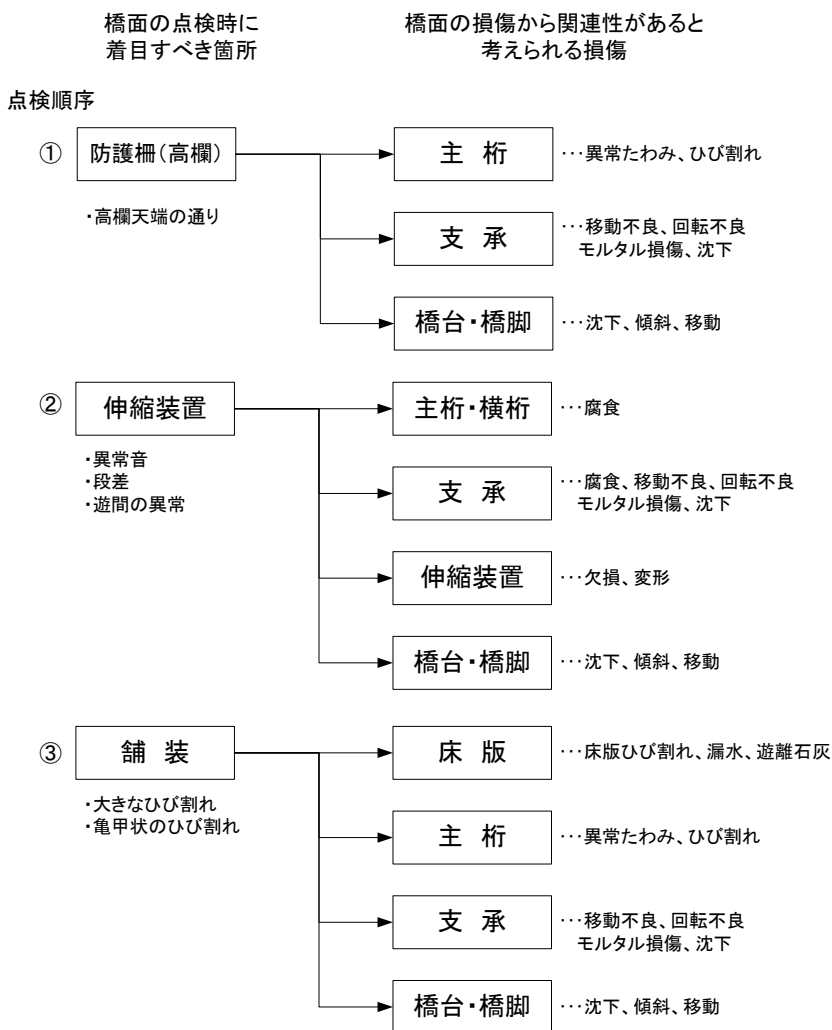 橋面の点検時に
着目すべき箇所
橋面の損傷から関連性があると
考えられる損傷
点検順序
① 防護柵(高欄)
・高欄天端の通り
主 桁 …異常たわみ、ひび割れ
支 承 …移動不良、回転不良
モルタル損傷、沈下
橋台・橋脚 …沈下、傾斜、移動
② 伸縮装置
・異常音
・段差
・遊間の異常
主桁・横桁 …腐食
支 承 …腐食、移動不良、回転不良
モルタル損傷、沈下
伸縮装置 …欠損、変形
橋台・橋脚 …沈下、傾斜、移動
③ 舗 装
・大きなひび割れ
・亀甲状のひび割れ
床 版 …床版ひび割れ、漏水、遊離石灰
主 桁 …異常たわみ、ひび割れ
支 承 …移動不良、回転不良
モルタル損傷、沈下
橋台・橋脚 …沈下、傾斜、移動